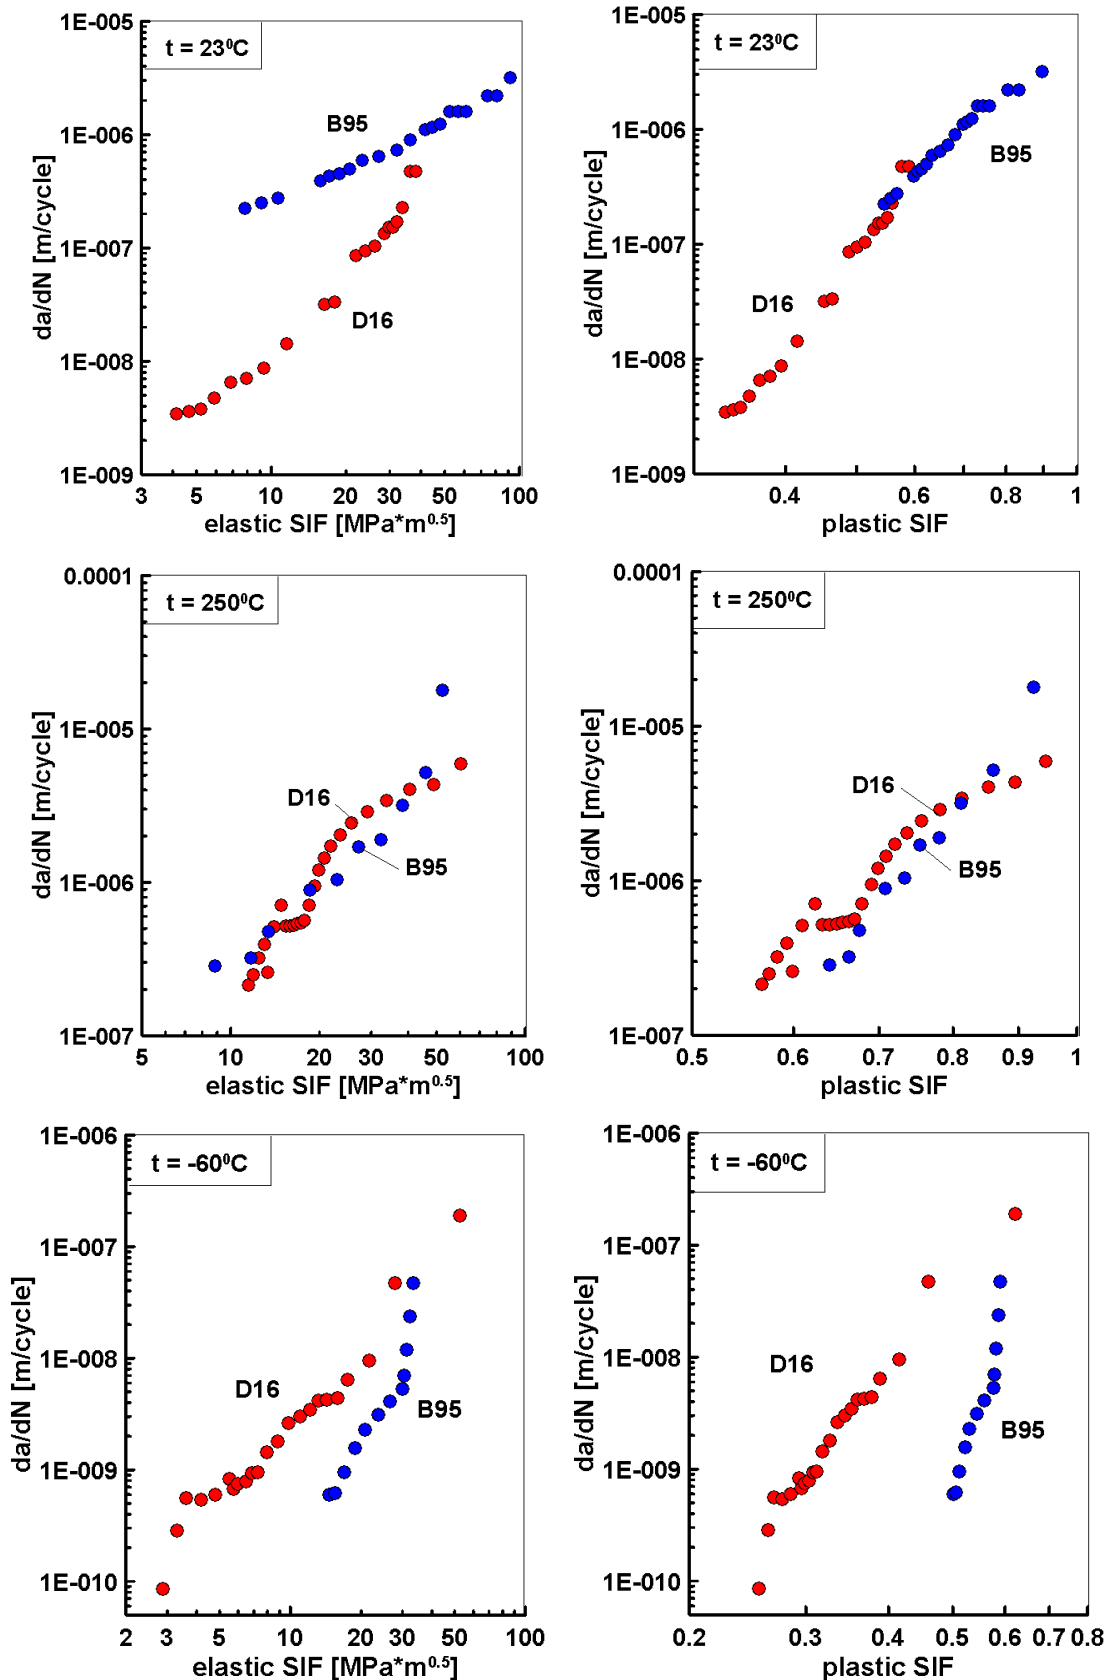 1E-005
t = 23⁰C
1E-006
B95
1E-007
D16
1E-008
1E-009
da/dN [m/cycle]
3 5 10 20 30 50 100
elastic SIF [MPa*m⁰·⁵]
1E-005
t = 23⁰C
1E-006
B95
1E-007
D16
1E-008
1E-009
da/dN [m/cycle]
0.4 0.6 0.8 1
plastic SIF
0.0001
t = 250⁰C
1E-005
D16
B95
1E-006
1E-007
da/dN [m/cycle]
5 10 20 30 50 100
elastic SIF [MPa*m⁰·⁵]
0.0001
t = 250⁰C
1E-005
D16
B95
1E-006
1E-007
da/dN [m/cycle]
0.5 0.6 0.7 0.8 0.9 1
plastic SIF
1E-006
t = -60⁰C
1E-007
1E-008
D16
B95
1E-009
1E-010
da/dN [m/cycle]
2 3 5 10 20 30 50 100
elastic SIF [MPa*m⁰·⁵]
1E-006
t = -60⁰C
1E-007
1E-008
D16
B95
1E-009
1E-010
da/dN [m/cycle]
0.2 0.3 0.4 0.5 0.6 0.7 0.8
plastic SIF